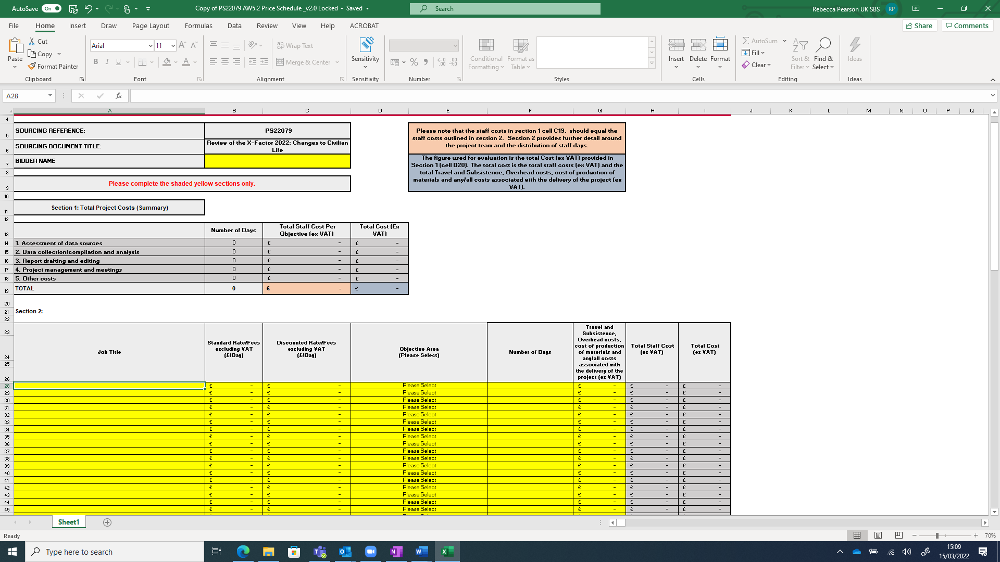 AutoSave On
Copy of PS22079 AW5.2 Price Schedule _v2.0 Locked - Saved
Search
Rebecca Pearson UK SBS RP
File Home Insert Draw Page Layout Formulas Data Review View Help ACROBAT
Share Comments
Paste
Cut
Copy
Format Painter
Clipboard
Arial 11
B I U
Font
Wrap Text
Merge & Center
Alignment
Sensitivity
Sensitivity
Number
Conditional Formatting
Format as Table
Styles
Insert Delete Format
Cells
AutoSum
Fill
Clear
Sort & Filter
Find & Select
Editing
Ideas
Ideas
A28
fx
A B C D E F G H I J K L M N O P Q
4
5 SOURCING REFERENCE: PS22079
6 SOURCING DOCUMENT TITLE: Review of the X-Factor 2022: Changes to Civilian Life
7 BIDDER NAME
Please note that the staff costs in section 1 cell C19, should equal the
staff costs outlined in section 2. Section 2 provides further detail around
the project team and the distribution of staff days.
The figure used for evaluation is the total Cost (ex VAT) provided in
Section 1 (cell D20). The total cost is the total staff costs (ex VAT) and the
total Travel and Subsistence, Overhead costs, cost of production of
materials and any/all costs associated with the delivery of the project (ex
VAT).
8
9 Please complete the shaded yellow sections only.
10
11 Section 1: Total Project Costs (Summary)
12
13 Number of Days Total Staff Cost Per Objective (ex VAT) Total Cost (Ex VAT)
14 1. Assessment of data sources 0 £ - £ -
15 2. Data collection/compilation and analysis 0 £ - £ -
16 3. Report drafting and editing 0 £ - £ -
17 4. Project management and meetings 0 £ - £ -
18 5. Other costs 0 £ - £ -
19 TOTAL 0 £ - £ -
20
21 Section 2:
22
23
24
25
26
Job Title
Standard Rate/Fees excluding VAT (£/Day)
Discounted Rate/Fees excluding VAT (£/Day)
Objective Area (Please Select)
Number of Days
Travel and Subsistence, Overhead costs, cost of production of materials and any/all costs associated with the delivery of the project (ex VAT)
Total Staff Cost (ex VAT)
Total Cost (ex VAT)
28 £ - £ - Please Select £ - £ - £ -
29 £ - £ - Please Select £ - £ - £ -
30 £ - £ - Please Select £ - £ - £ -
31 £ - £ - Please Select £ - £ - £ -
32 £ - £ - Please Select £ - £ - £ -
33 £ - £ - Please Select £ - £ - £ -
34 £ - £ - Please Select £ - £ - £ -
35 £ - £ - Please Select £ - £ - £ -
36 £ - £ - Please Select £ - £ - £ -
37 £ - £ - Please Select £ - £ - £ -
38 £ - £ - Please Select £ - £ - £ -
39 £ - £ - Please Select £ - £ - £ -
40 £ - £ - Please Select £ - £ - £ -
41 £ - £ - Please Select £ - £ - £ -
42 £ - £ - Please Select £ - £ - £ -
43 £ - £ - Please Select £ - £ - £ -
44 £ - £ - Please Select £ - £ - £ -
45 £ - £ - Please Select £ - £ - £ -
Sheet1
Ready
70%
Type here to search
15:09
15/03/2022